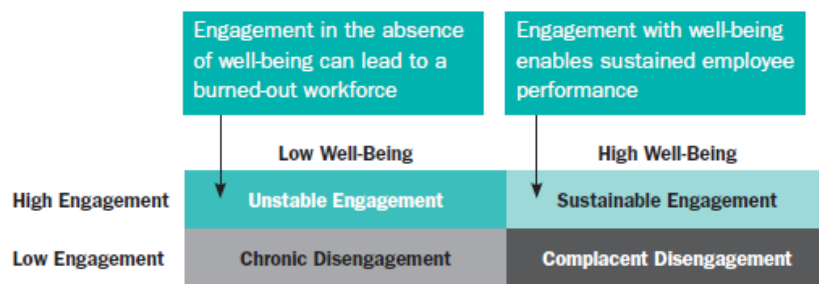 Engagement in the absence
of well-being can lead to a
burned-out workforce
Engagement with well-being
enables sustained employee
performance
Low Well-Being
High Well-Being
High Engagement
Unstable Engagement
Sustainable Engagement
Low Engagement
Chronic Disengagement
Complacent Disengagement